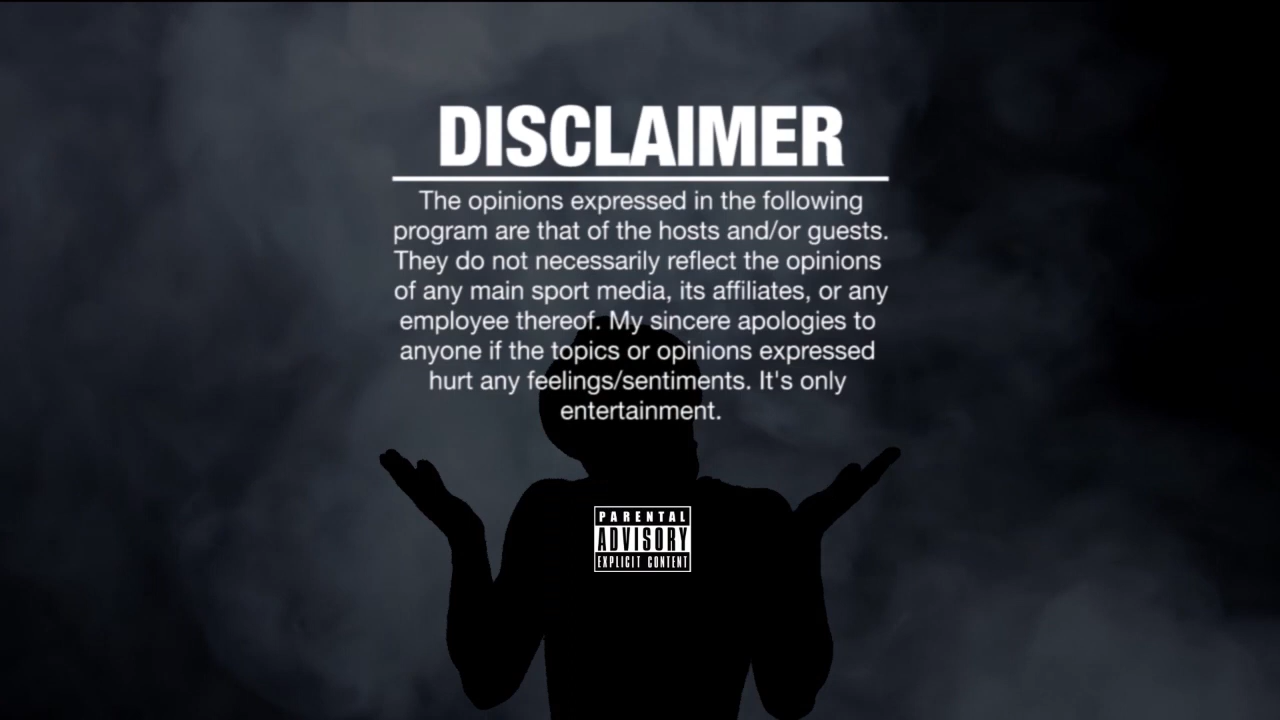 DISCLAIMER
The opinions expressed in the following
program are that of the hosts and/or guests.
They do not necessarily reflect the opinions
of any main sport media, its affiliates, or any
employee thereof. My sincere apologies to
anyone if the topics or opinions expressed
hurt any feelings/sentiments. It's only
entertainment.
PARENTAL
ADVISORY
EXPLICIT CONTENT